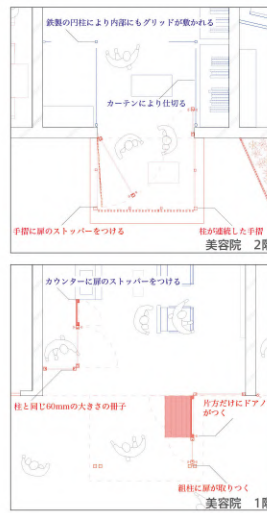 鉄製の円柱により内部にもグリッドが敷かれる
カーテンにより仕切る
手摺に扉のストッパーをつける
柱が連続した手摺
美容院 2階
カウンターに扉のストッパーをつける
柱と同じ60mmの大きさの冊子
片方だけにドアノ
がつく
組柱に扉が取りつく
美容院 1階